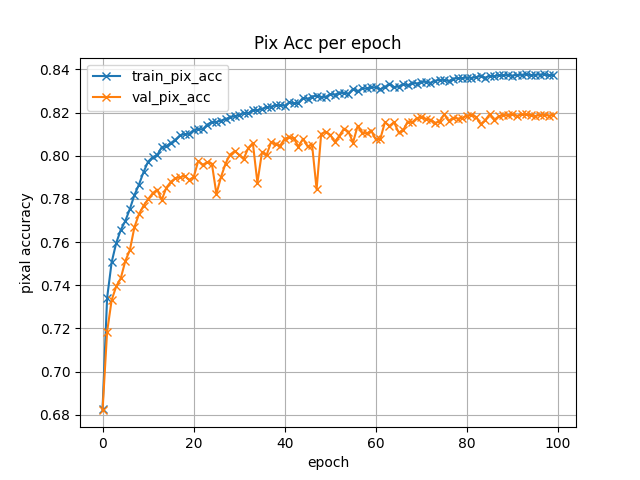 Pix Acc per epoch
train_pix_acc
val_pix_acc
0.84
0.82
0.80
0.78
0.76
0.74
0.72
0.70
0.68
pixal accuracy
0 20 40 60 80 100
epoch